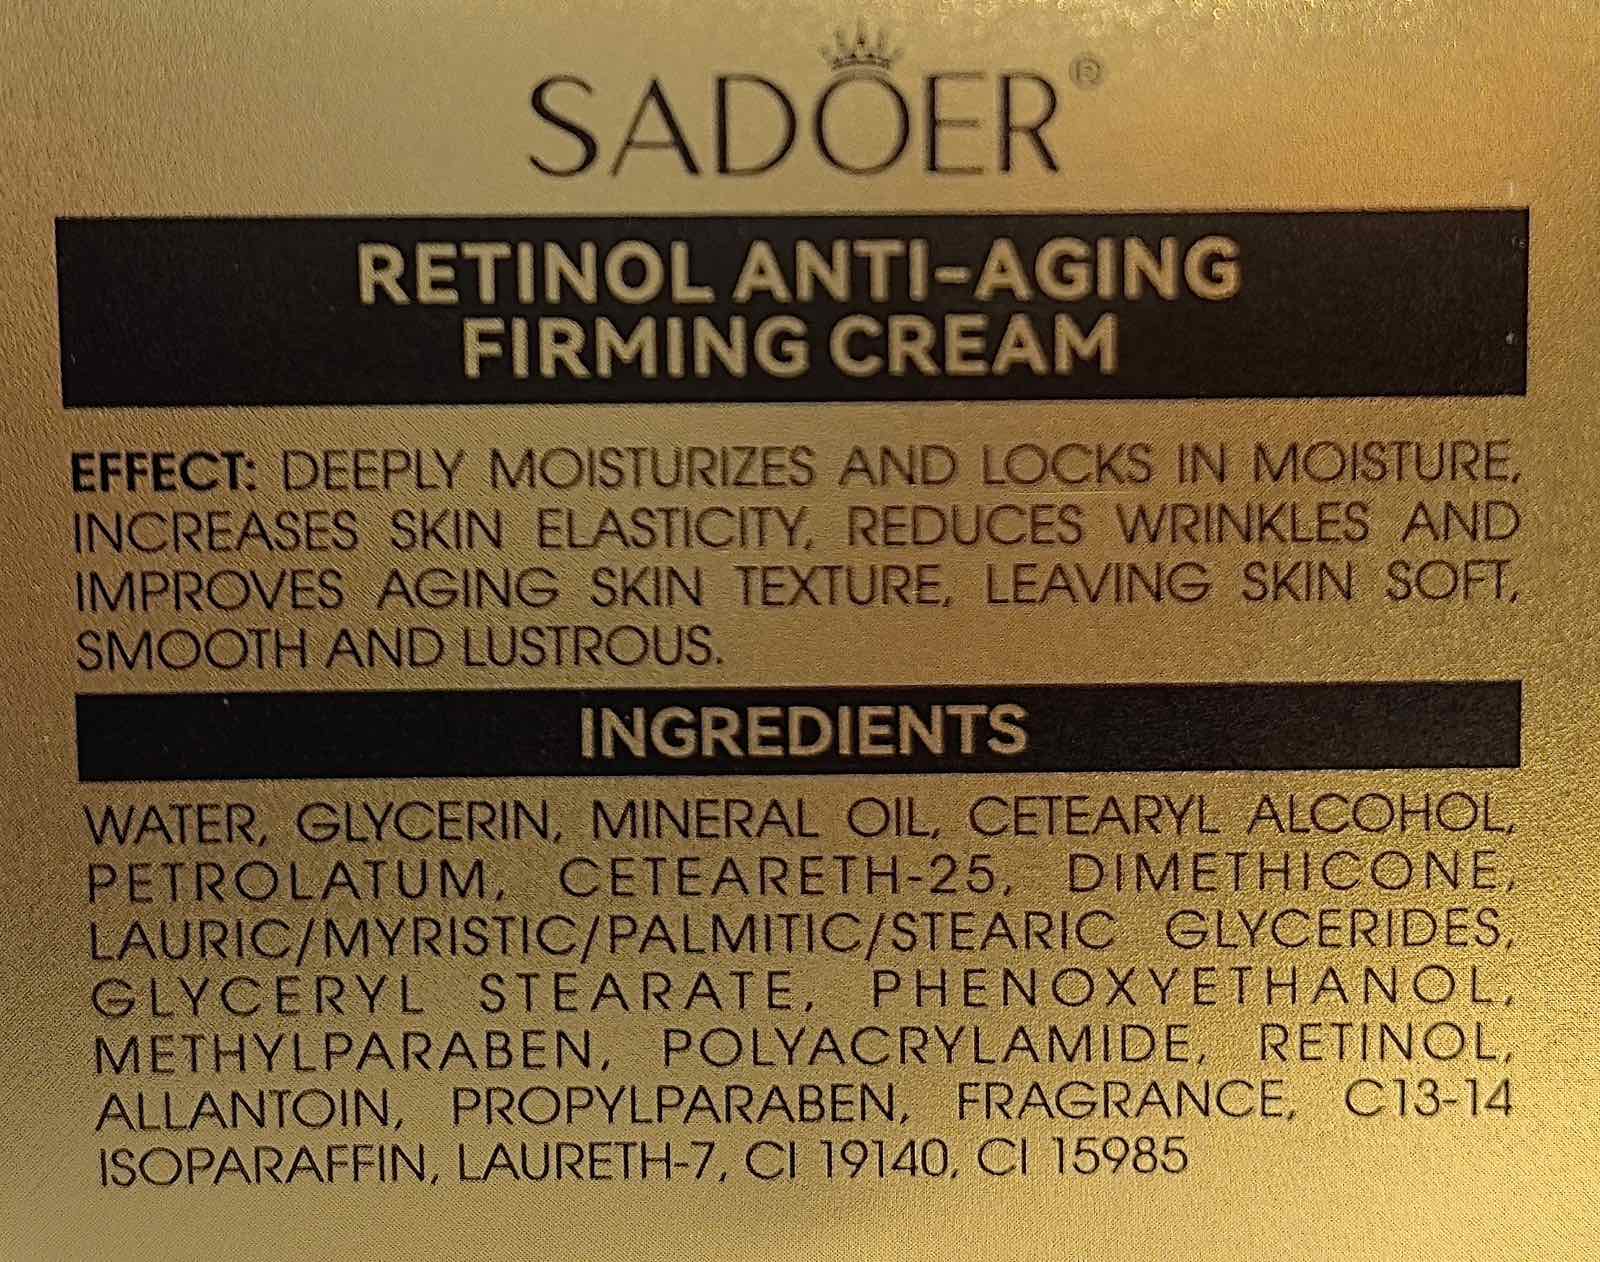 SADOER®
RETINOL ANTI-AGING
FIRMING CREAM
EFFECT: DEEPLY MOISTURIZES AND LOCKS IN MOISTURE,
INCREASES SKIN ELASTICITY, REDUCES WRINKLES AND
IMPROVES AGING SKIN TEXTURE, LEAVING SKIN SOFT,
SMOOTH AND LUSTROUS.
INGREDIENTS
WATER, GLYCERIN, MINERAL OIL, CETEARYL ALCOHOL,
PETROLATUM, CETEARETH-25, DIMETHICONE,
LAURIC/MYRISTIC/PALMITIC/STEARIC GLYCERIDES,
GLYCERYL STEARATE, PHENOXYETHANOL,
METHYLPARABEN, POLYACRYLAMIDE, RETINOL,
ALLANTOIN, PROPYLPARABEN, FRAGRANCE, C13-14
ISOPARAFFIN, LAURETH-7, CI 19140, CI 15985